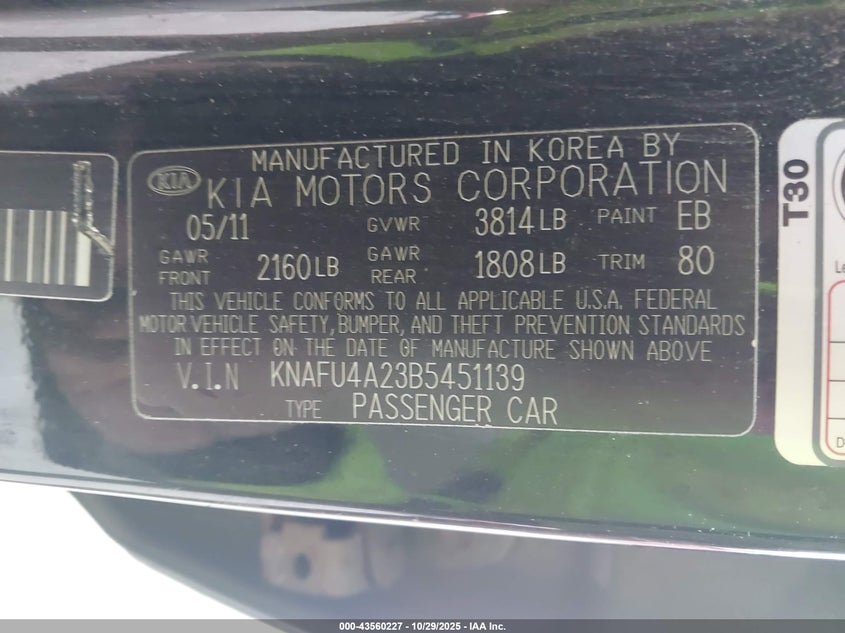 MANUFACTURED IN KOREA BY
KIA
KIA MOTORS CORPORATION
05/11 GVWR 3814 LB PAINT EB
GAWR FRONT 2160 LB GAWR REAR 1808 LB TRIM 80
THIS VEHICLE CONFORMS TO ALL APPLICABLE U.S.A. FEDERAL
MOTOR VEHICLE SAFETY, BUMPER, AND THEFT PREVENTION STANDARDS
IN EFFECT ON THE DATE OF MANUFACTURE SHOWN ABOVE
V.I.N KNAFU4A23B5451139
TYPE PASSENGER CAR
T30
000-43560227 - 10/29/2025 - IAA Inc.